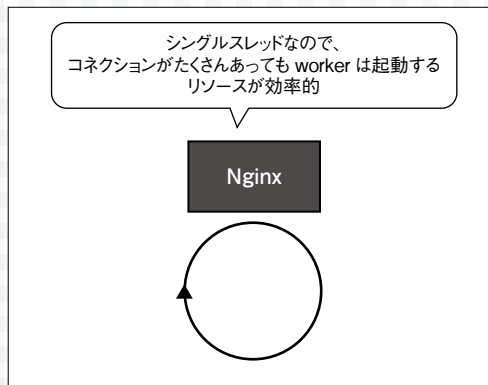 シングルスレッドなので、
コネクションがたくさんあっても worker は起動する
リソースが効率的
Nginx